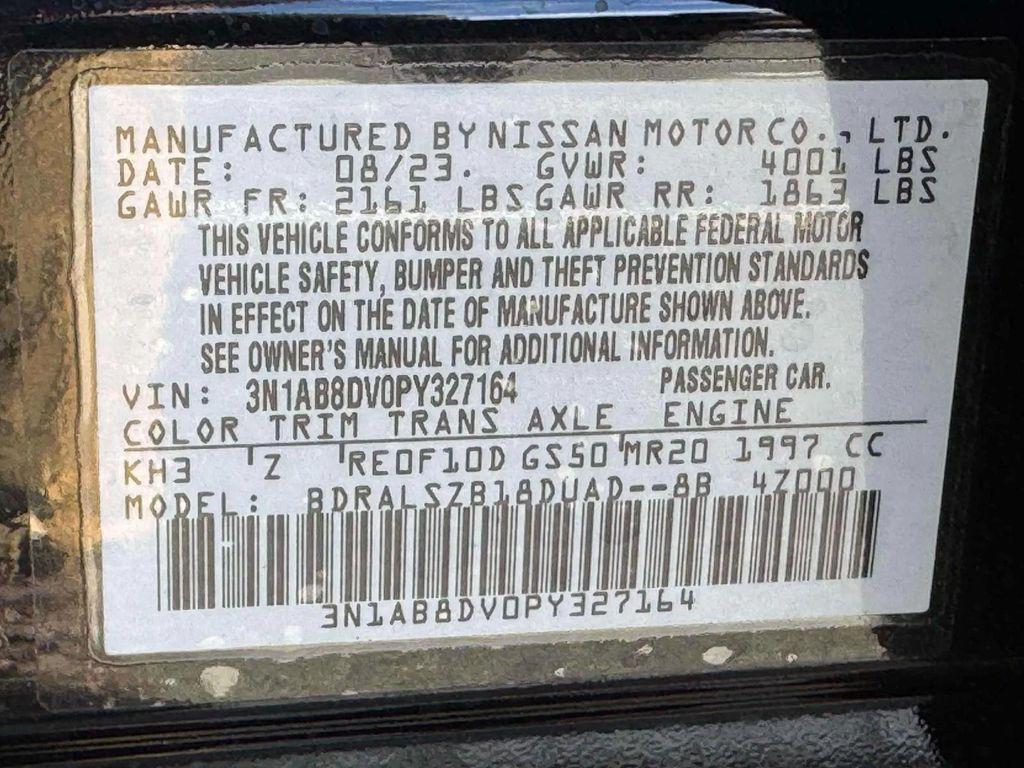 MANUFACTURED BY NISSAN MOTOR CO., LTD.
DATE: 08/23. GVWR: 4001 LBS
GAWR FR: 2161 LBS GAWR RR: 1863 LBS
THIS VEHICLE CONFORMS TO ALL APPLICABLE FEDERAL MOTOR
VEHICLE SAFETY, BUMPER AND THEFT PREVENTION STANDARDS
IN EFFECT ON THE DATE OF MANUFACTURE SHOWN ABOVE.
SEE OWNER'S MANUAL FOR ADDITIONAL INFORMATION.
VIN: 3N1AB8DV0PY327164 PASSENGER CAR.
COLOR TRIM TRANS AXLE ENGINE
KH3 Z RE0F10D GS50 MR20 1997 CC
MODEL: BDRALSZB18DUAD--8B 4Z000
3N1AB8DV0PY327164